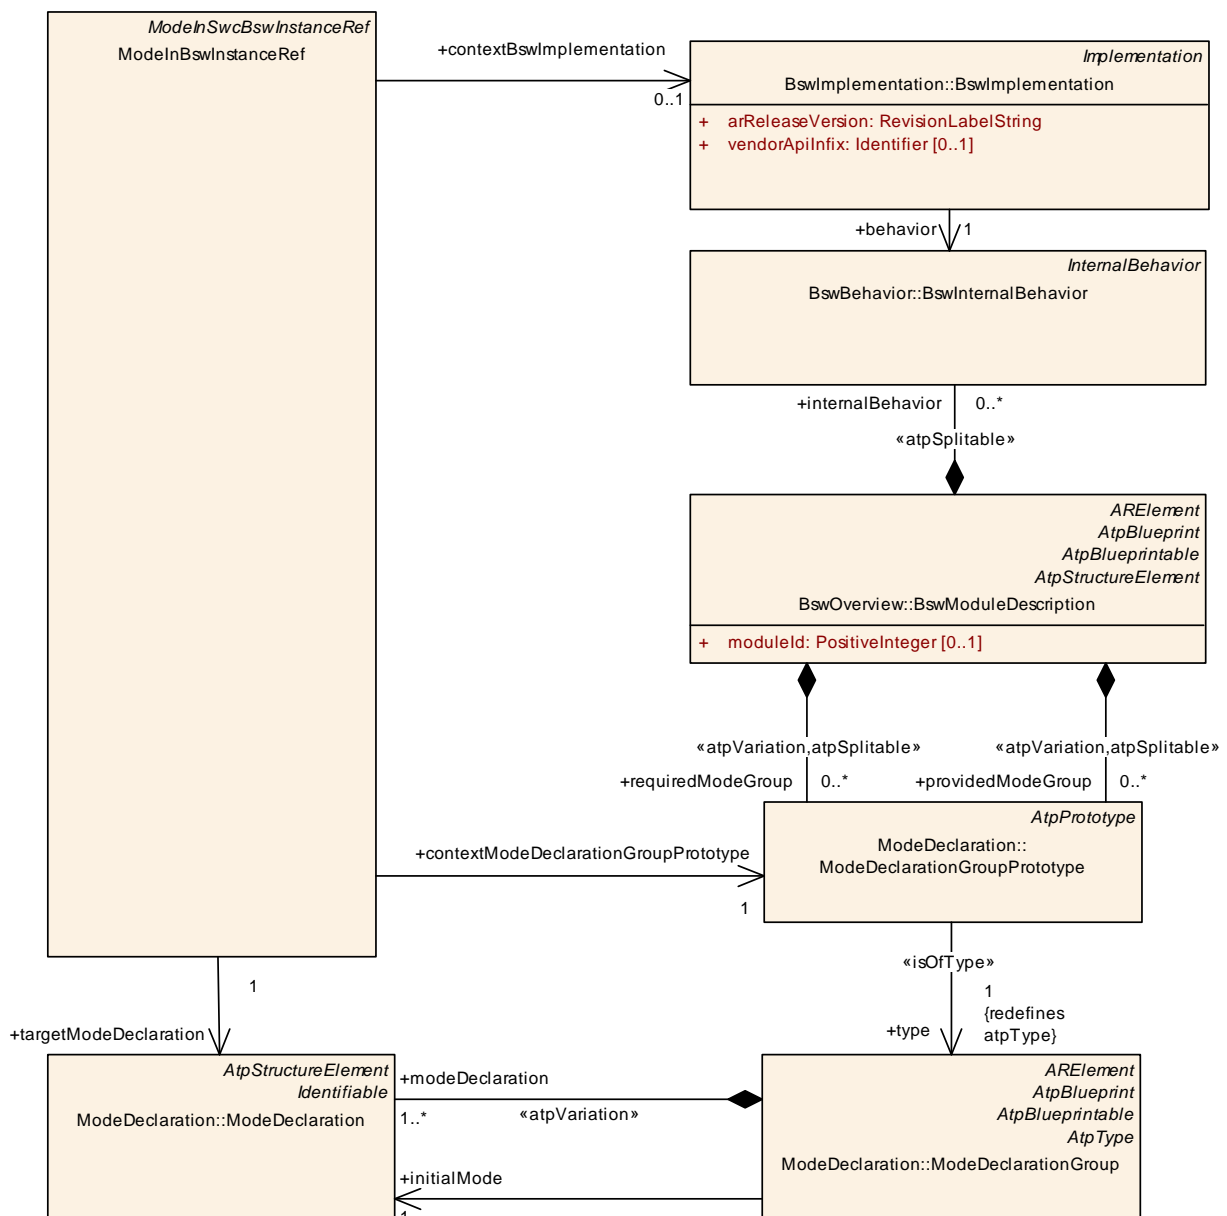 ModeInSwcBswInstanceRef
ModeInBswInstanceRef
+contextBswImplementation
0..1
Implementation
BswImplementation::BswImplementation
+ arReleaseVersion: RevisionLabelString
+ vendorApiInfix: Identifier [0..1]
+behavior 1
InternalBehavior
BswBehavior::BswInternalBehavior
+internalBehavior 0..*
«atpSplitable»
ARElement
AtpBlueprint
AtpBlueprintable
AtpStructureElement
BswOverview::BswModuleDescription
+ moduleId: PositiveInteger [0..1]
«atpVariation,atpSplitable» «atpVariation,atpSplitable»
+requiredModeGroup 0..* +providedModeGroup 0..*
AtpPrototype
ModeDeclaration::
ModeDeclarationGroupPrototype
+contextModeDeclarationGroupPrototype
1
«isOfType»
1
{redefines
atpType}
+type
1
+targetModeDeclaration
AtpStructureElement
Identifiable
ModeDeclaration::ModeDeclaration
+modeDeclaration
1..* «atpVariation»
+initialMode
1
ARElement
AtpBlueprint
AtpBlueprintable
AtpType
ModeDeclaration::ModeDeclarationGroup